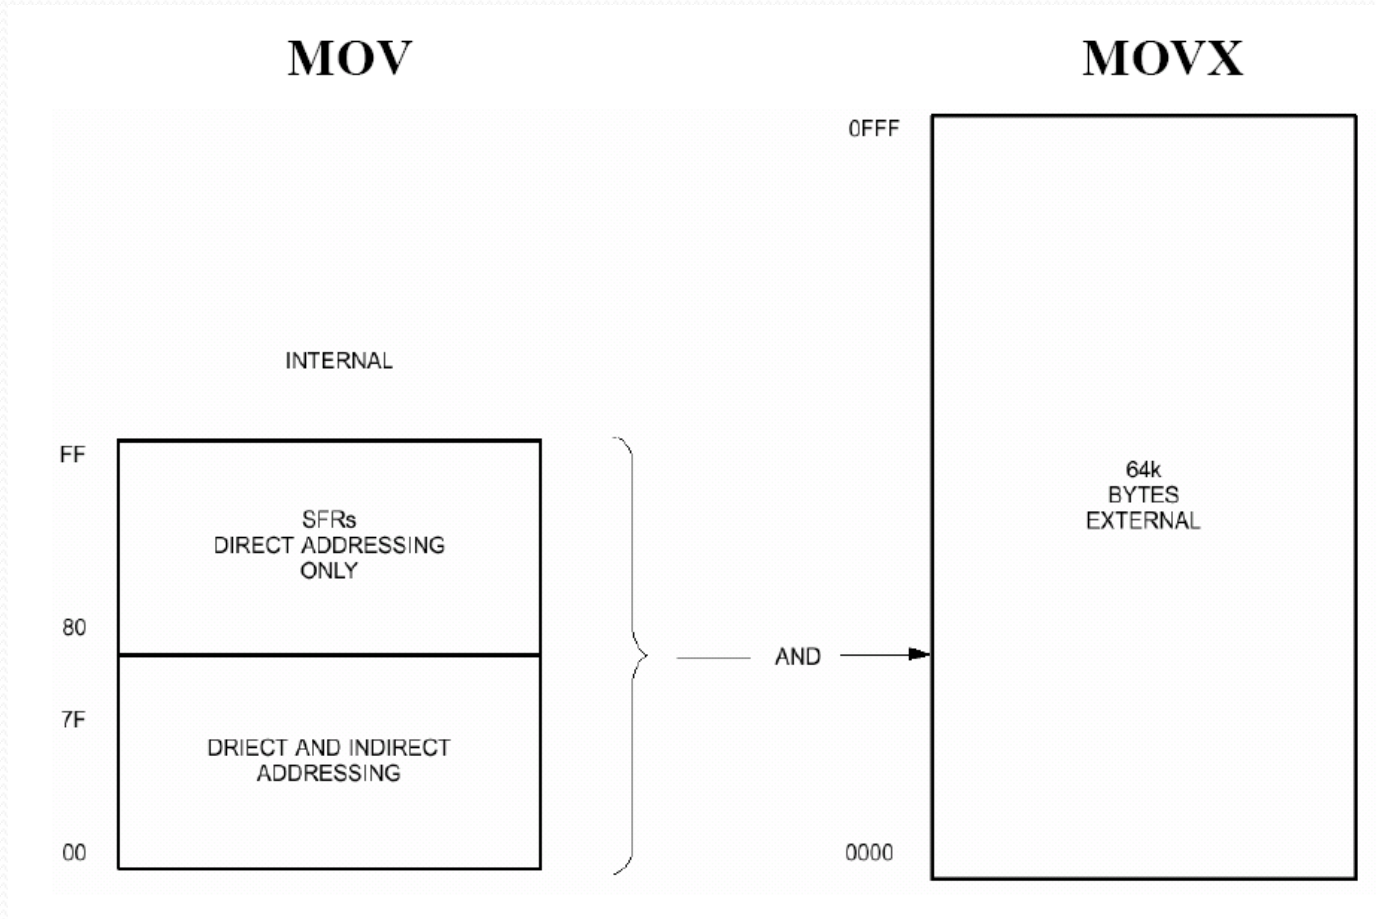 MOV
MOVX
0FFF
INTERNAL
FF
SFRs
DIRECT ADDRESSING
ONLY
80
7F
DRIECT AND INDIRECT
ADDRESSING
00
AND
64k
BYTES
EXTERNAL
0000